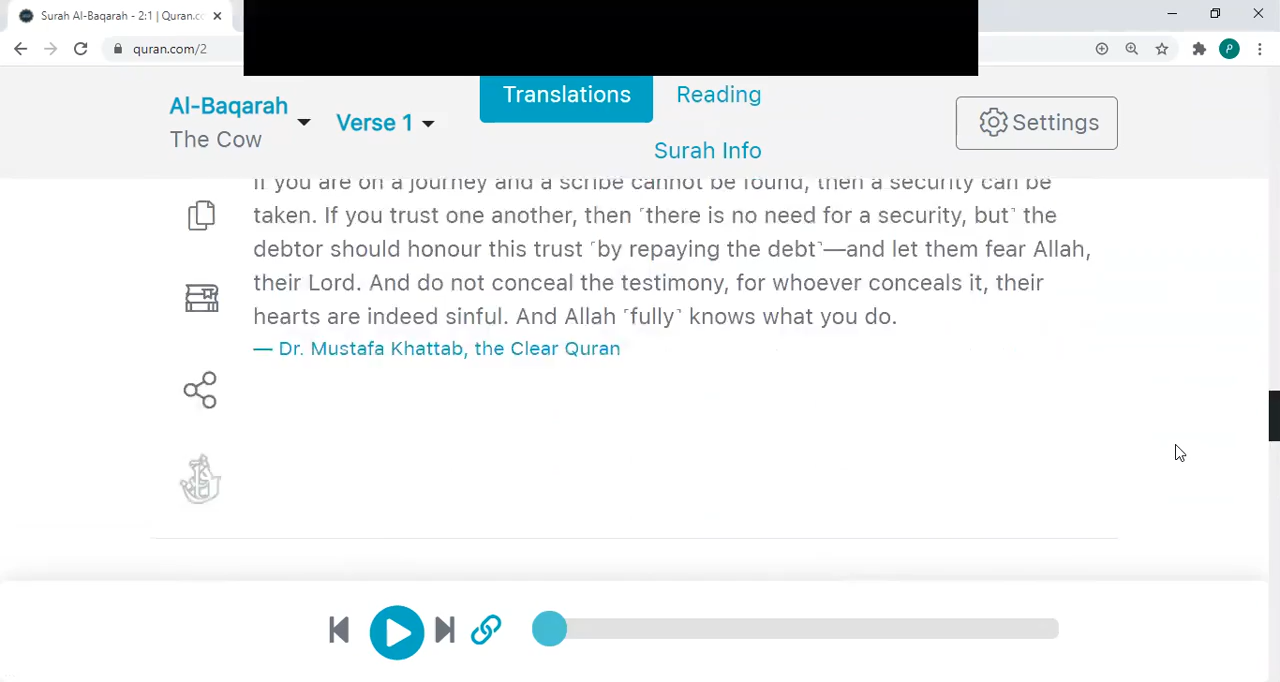 Surah Al-Baqarah - 2:1 | Quran.co
quran.com/2
P
Al-Baqarah
The Cow
Verse 1
Translations
Reading
Surah Info
Settings
If you are on a journey and a scribe cannot be found, then a security can be
taken. If you trust one another, then ˹there is no need for a security, but˺ the
debtor should honour this trust ˹by repaying the debt˺—and let them fear Allah,
their Lord. And do not conceal the testimony, for whoever conceals it, their
hearts are indeed sinful. And Allah ˹fully˺ knows what you do.
— Dr. Mustafa Khattab, the Clear Quran